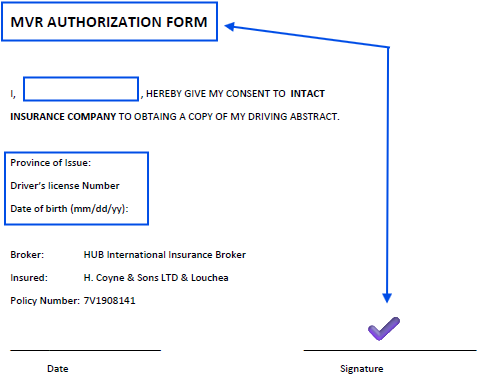 MVR AUTHORIZATION FORM
I, , HEREBY GIVE MY CONSENT TO INTACT
INSURANCE COMPANY TO OBTAING A COPY OF MY DRIVING ABSTRACT.
Province of Issue:
Driver's license Number
Date of birth (mm/dd/yy):
Broker: HUB International Insurance Broker
Insured: H. Coyne & Sons LTD & Louchea
Policy Number: 7V1908141
Date Signature